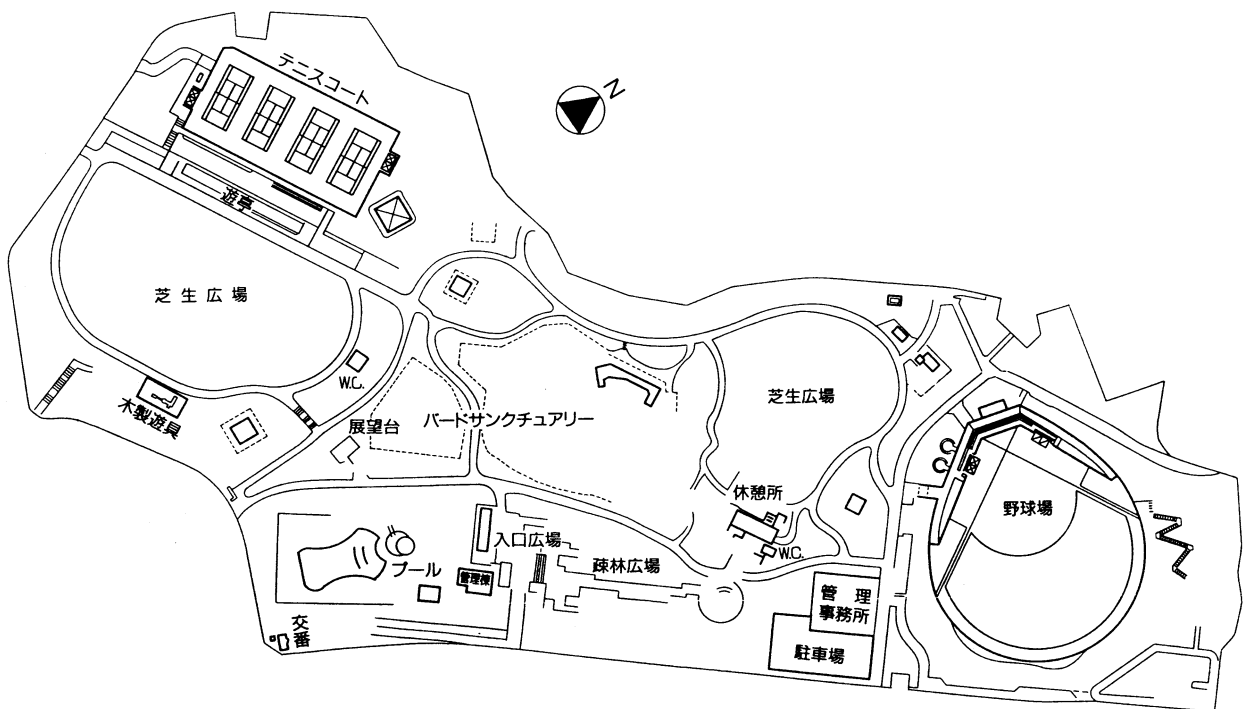 テニスコート
N
遊亭
芝生広場
W.C.
木製遊具
展望台
バードサンクチュアリー
芝生広場
休憩所
W.C.
野球場
入口広場
疎林広場
プール
管理棟
管理
事務所
交番
駐車場